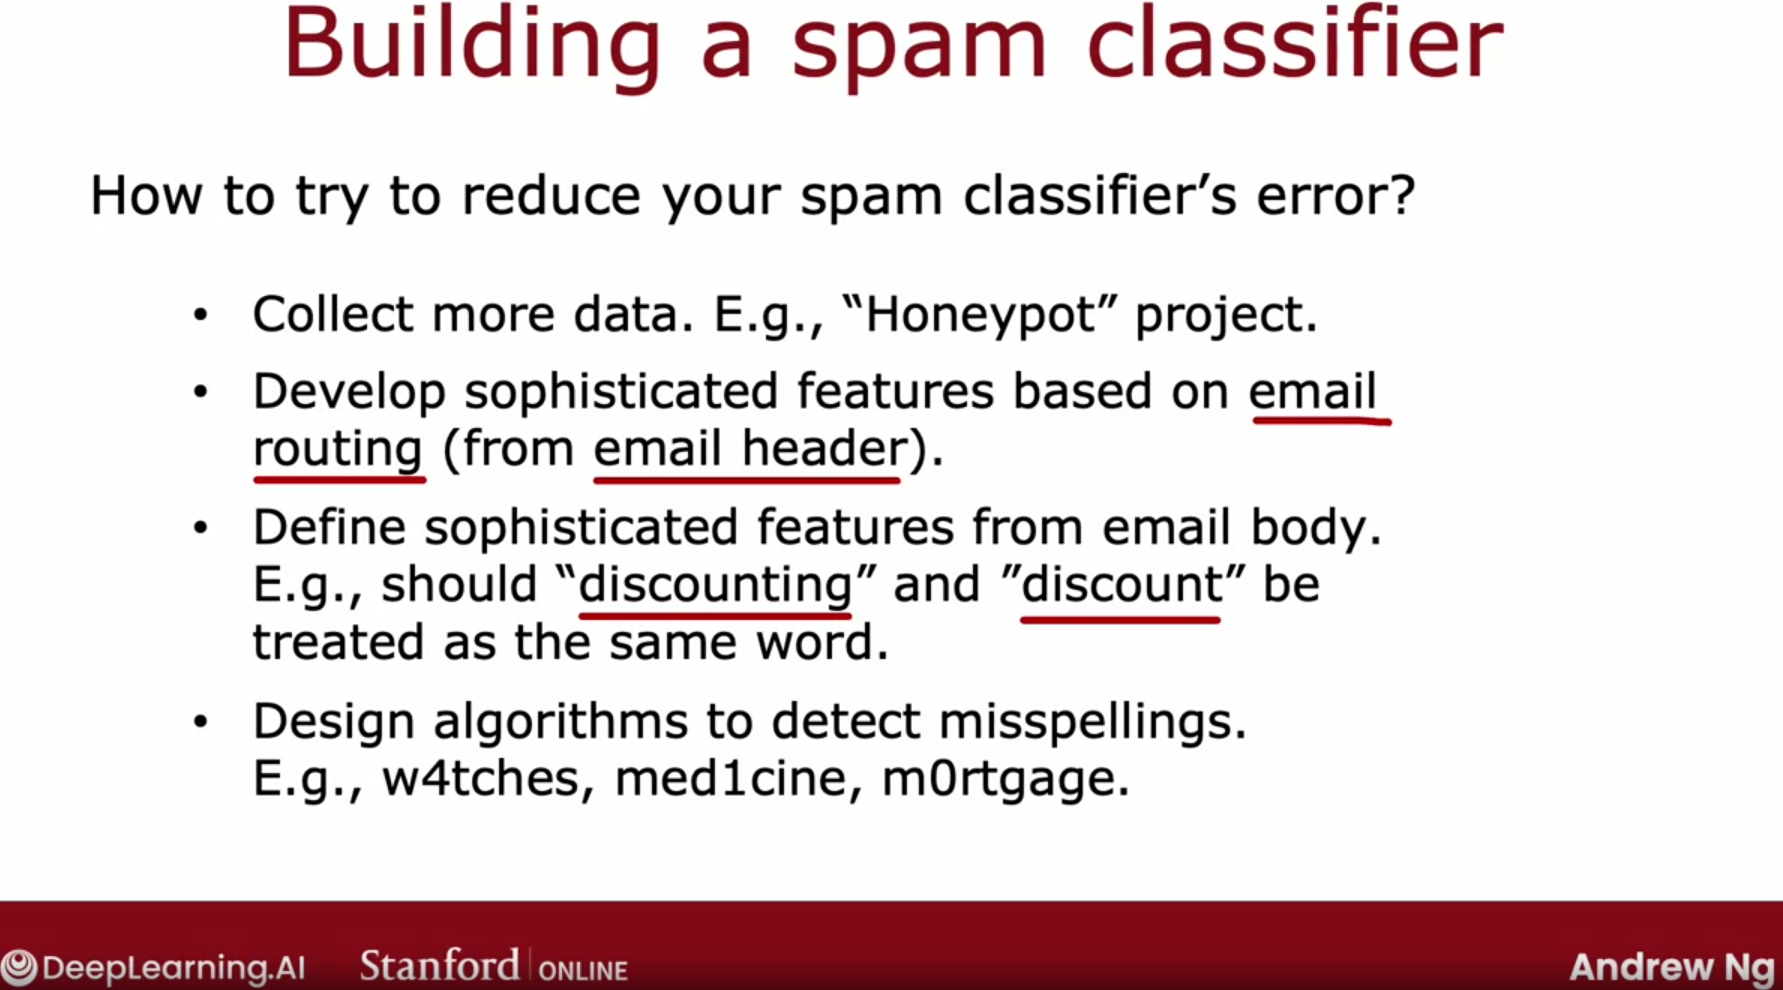 Building a spam classifier
How to try to reduce your spam classifier’s error?
• Collect more data. E.g., “Honeypot” project.
• Develop sophisticated features based on email
routing (from email header).
• Define sophisticated features from email body.
E.g., should “discounting” and ”discount” be
treated as the same word.
• Design algorithms to detect misspellings.
E.g., w4tches, med1cine, m0rtgage.
DeepLearning.AI
Stanford | ONLINE
Andrew Ng